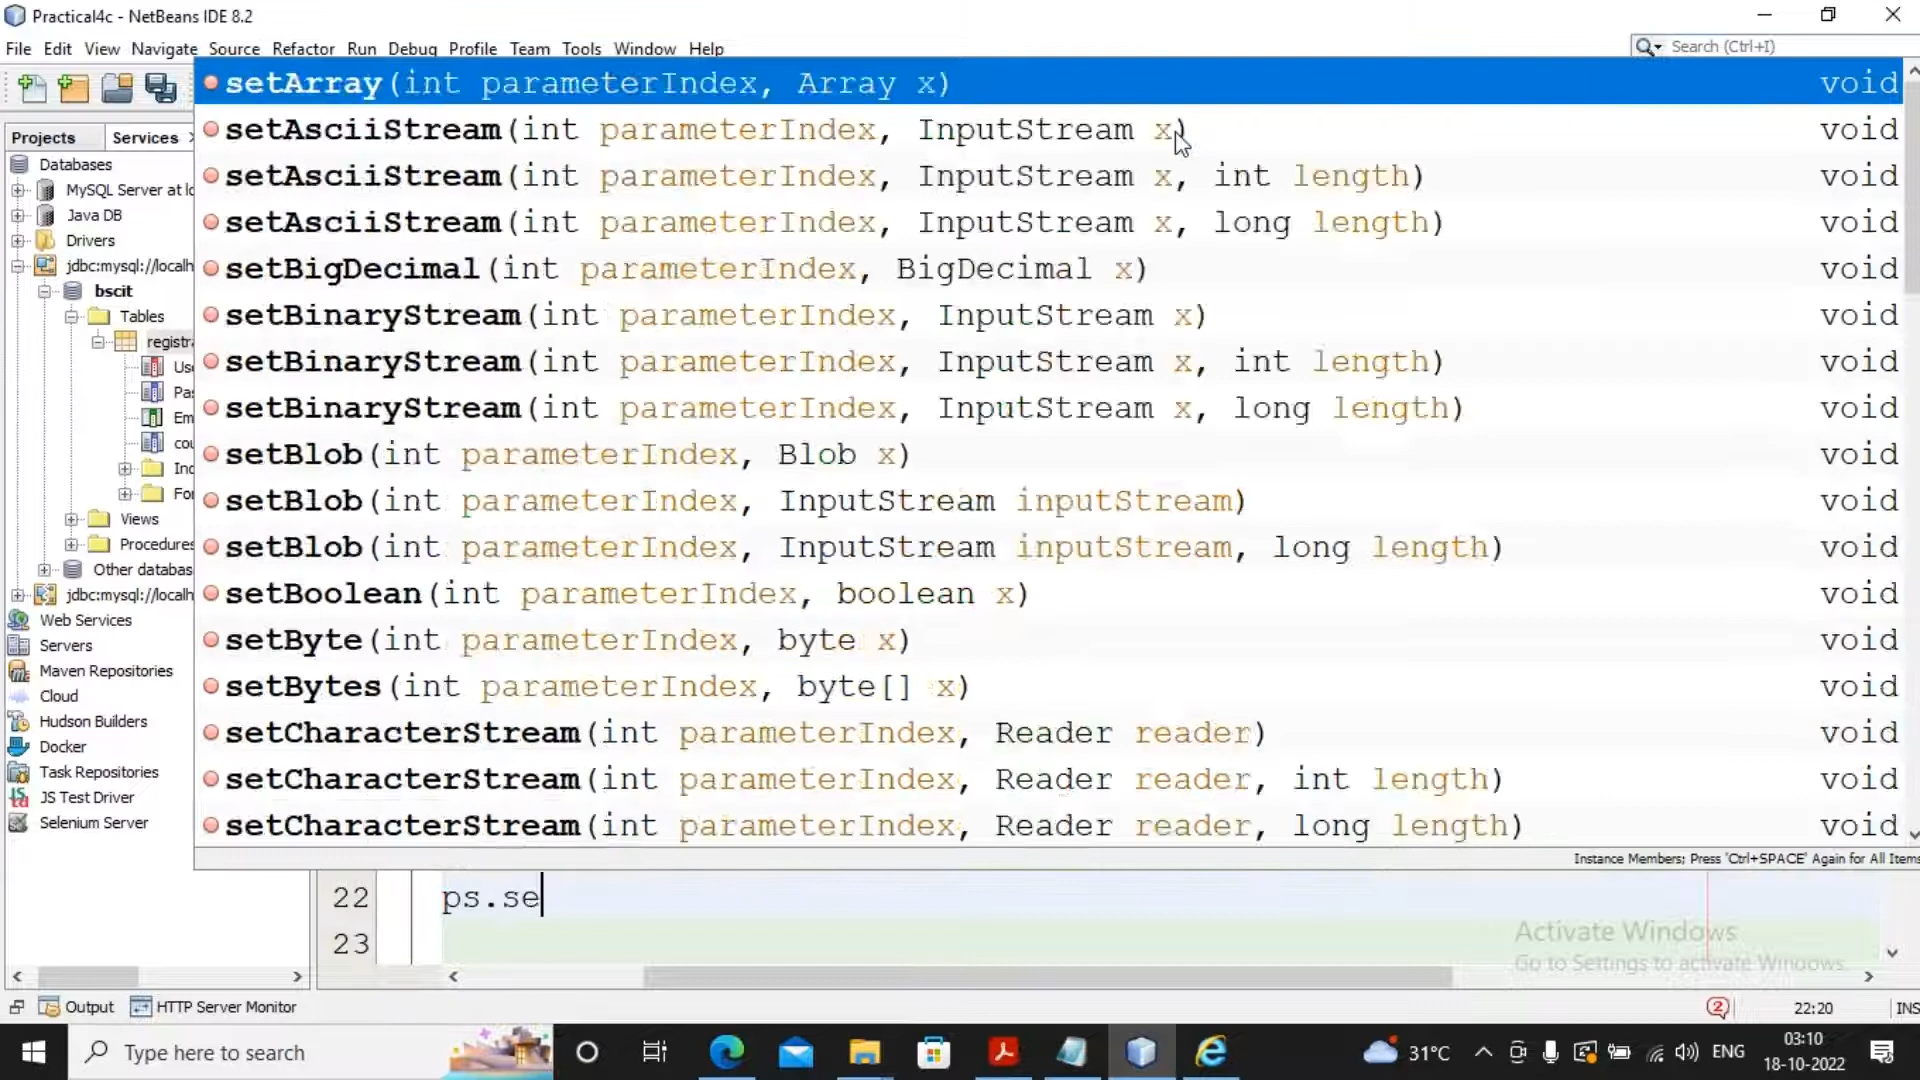 Practical4c - NetBeans IDE 8.2
File Edit View Navigate Source Refactor Run Debug Profile Team Tools Window Help
Search (Ctrl+I)
Projects Services
Databases
MySQL Server at lo
Java DB
Drivers
jdbc:mysql://localh
bscit
Tables
registra
Use
Pas
Em
cou
Ind
For
Views
Procedures
Other databas
jdbc:mysql://localh
Web Services
Servers
Maven Repositories
Cloud
Hudson Builders
Docker
Task Repositories
JS Test Driver
Selenium Server
setArray(int parameterIndex, Array x) void
setAsciiStream(int parameterIndex, InputStream x) void
setAsciiStream(int parameterIndex, InputStream x, int length) void
setAsciiStream(int parameterIndex, InputStream x, long length) void
setBigDecimal(int parameterIndex, BigDecimal x) void
setBinaryStream(int parameterIndex, InputStream x) void
setBinaryStream(int parameterIndex, InputStream x, int length) void
setBinaryStream(int parameterIndex, InputStream x, long length) void
setBlob(int parameterIndex, Blob x) void
setBlob(int parameterIndex, InputStream inputStream) void
setBlob(int parameterIndex, InputStream inputStream, long length) void
setBoolean(int parameterIndex, boolean x) void
setByte(int parameterIndex, byte x) void
setBytes(int parameterIndex, byte[] x) void
setCharacterStream(int parameterIndex, Reader reader) void
setCharacterStream(int parameterIndex, Reader reader, int length) void
setCharacterStream(int parameterIndex, Reader reader, long length) void
Instance Members; Press 'Ctrl+SPACE' Again for All Items
22 ps.se
23
Activate Windows
Go to Settings to activate Windows.
Output HTTP Server Monitor
2 22:20 INS
Type here to search
31°C ENG
03:10
18-10-2022